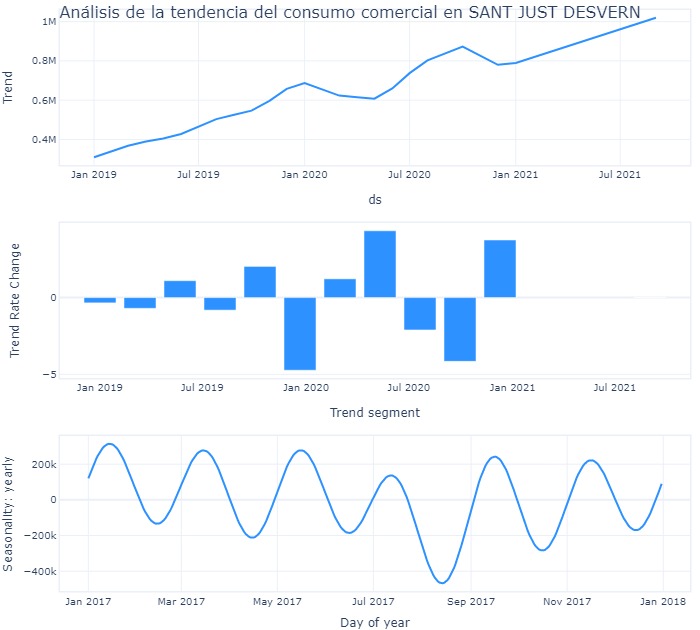 Análisis de la tendencia del consumo comercial en SANT JUST DESVERN
1M
0.8M
0.6M
0.4M
Trend
Jan 2019 Jul 2019 Jan 2020 Jul 2020 Jan 2021 Jul 2021
ds
0
−5
Trend Rate Change
Jan 2019 Jul 2019 Jan 2020 Jul 2020 Jan 2021 Jul 2021
Trend segment
200k
0
−200k
−400k
Seasonality: yearly
Jan 2017 Mar 2017 May 2017 Jul 2017 Sep 2017 Nov 2017 Jan 2018
Day of year